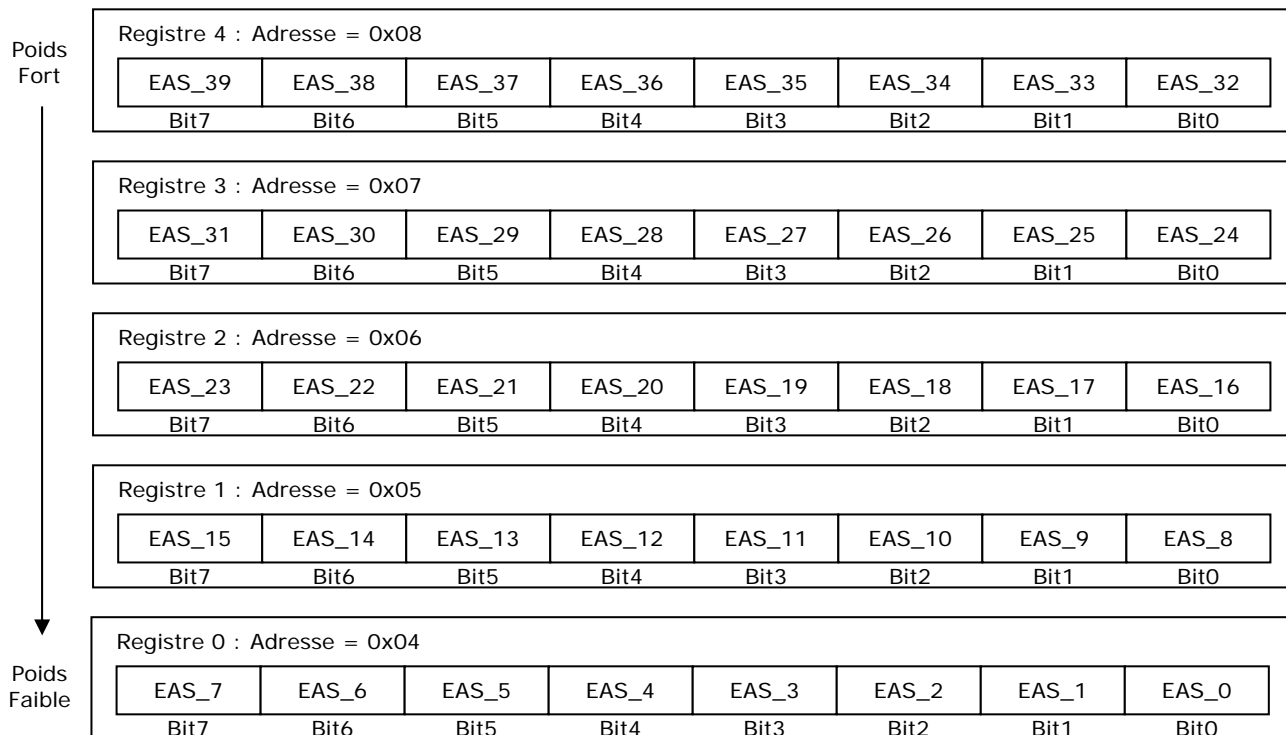 Poids
Fort
Registre 4 : Adresse = 0x08
EAS_39 EAS_38 EAS_37 EAS_36 EAS_35 EAS_34 EAS_33 EAS_32
Bit7 Bit6 Bit5 Bit4 Bit3 Bit2 Bit1 Bit0
Registre 3 : Adresse = 0x07
EAS_31 EAS_30 EAS_29 EAS_28 EAS_27 EAS_26 EAS_25 EAS_24
Bit7 Bit6 Bit5 Bit4 Bit3 Bit2 Bit1 Bit0
Registre 2 : Adresse = 0x06
EAS_23 EAS_22 EAS_21 EAS_20 EAS_19 EAS_18 EAS_17 EAS_16
Bit7 Bit6 Bit5 Bit4 Bit3 Bit2 Bit1 Bit0
Registre 1 : Adresse = 0x05
EAS_15 EAS_14 EAS_13 EAS_12 EAS_11 EAS_10 EAS_9 EAS_8
Bit7 Bit6 Bit5 Bit4 Bit3 Bit2 Bit1 Bit0
Registre 0 : Adresse = 0x04
EAS_7 EAS_6 EAS_5 EAS_4 EAS_3 EAS_2 EAS_1 EAS_0
Bit7 Bit6 Bit5 Bit4 Bit3 Bit2 Bit1 Bit0
Poids
Faible